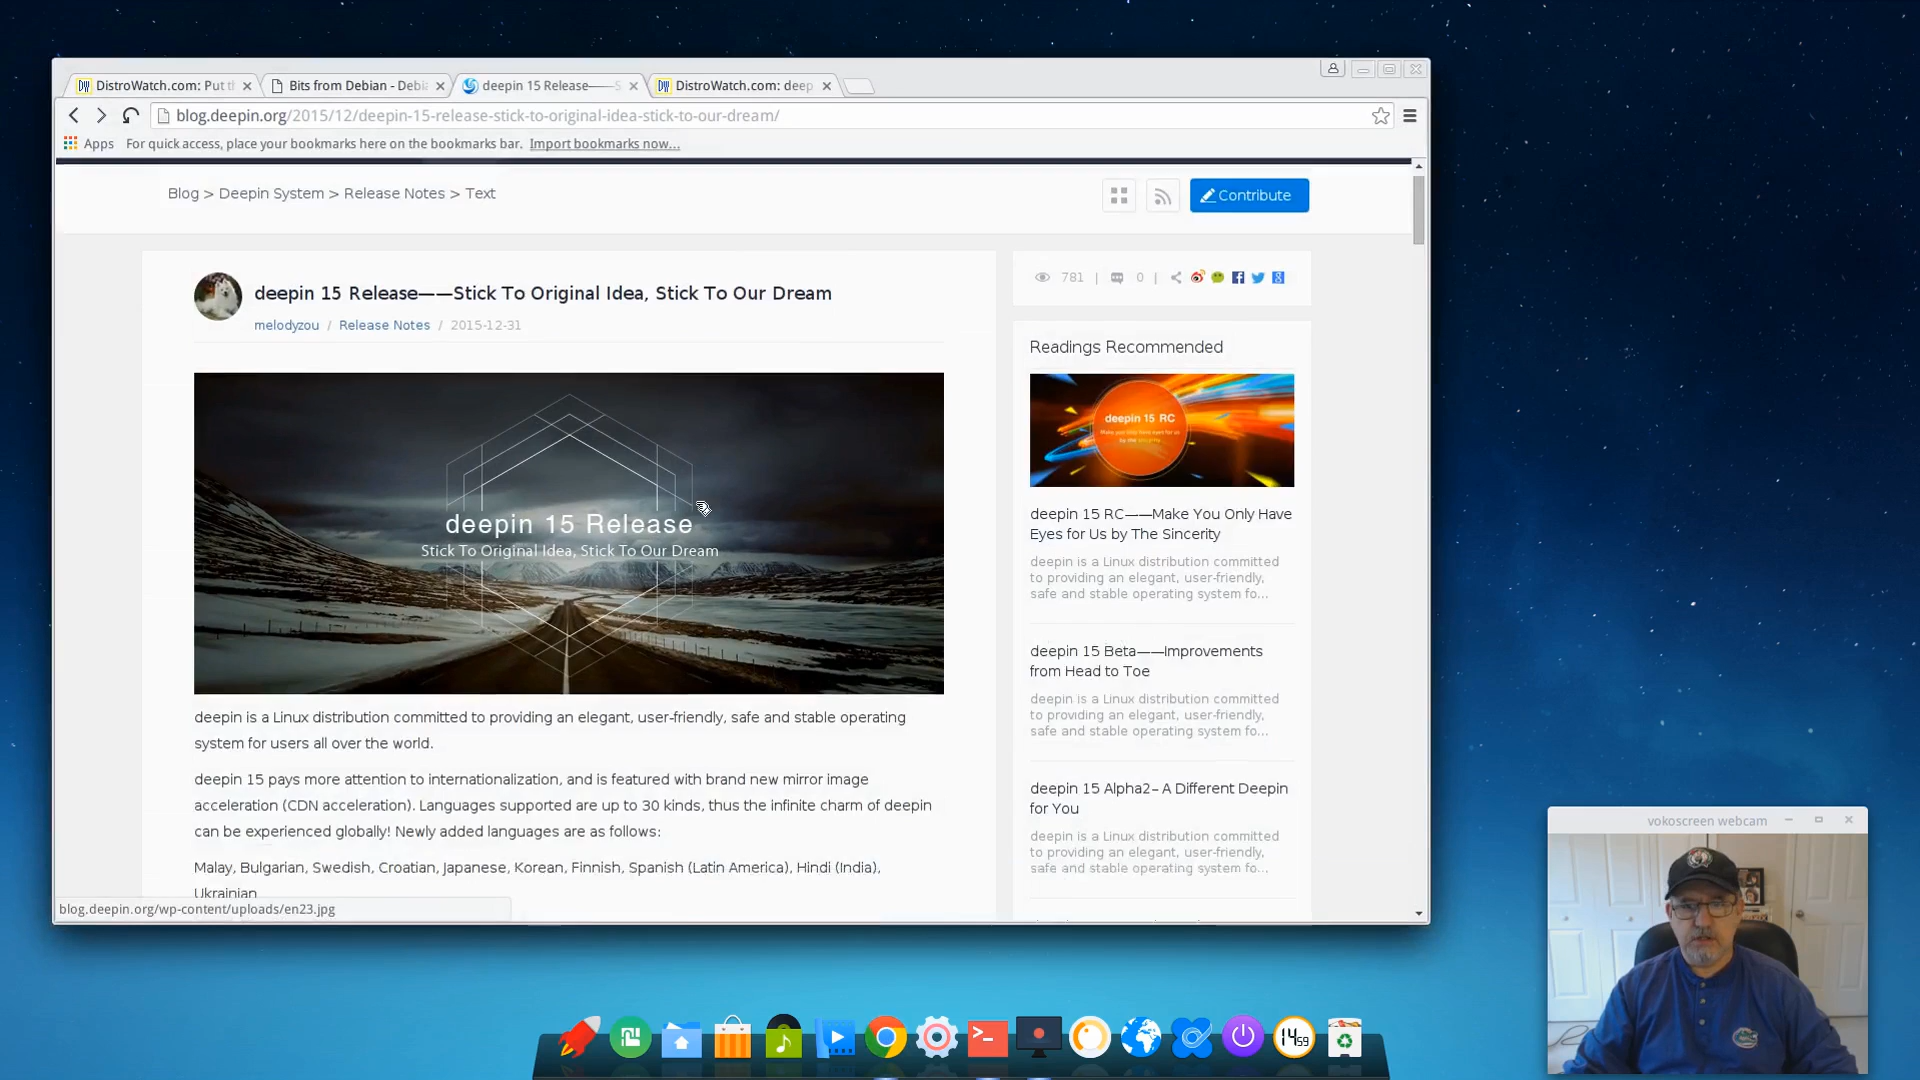 DistroWatch.com: Put t
Bits from Debian - Debi
deepin 15 Release——S
DistroWatch.com: deep
blog.deepin.org/2015/12/deepin-15-release-stick-to-original-idea-stick-to-our-dream/
Apps
For quick access, place your bookmarks here on the bookmarks bar.
Import bookmarks now...
Blog > Deepin System > Release Notes > Text
Contribute
deepin 15 Release——Stick To Original Idea, Stick To Our Dream
melodyzou / Release Notes / 2015-12-31
deepin 15 Release
Stick To Original Idea, Stick To Our Dream
deepin is a Linux distribution committed to providing an elegant, user-friendly, safe and stable operating
system for users all over the world.
deepin 15 pays more attention to internationalization, and is featured with brand new mirror image
acceleration (CDN acceleration). Languages supported are up to 30 kinds, thus the infinite charm of deepin
can be experienced globally! Newly added languages are as follows:
Malay, Bulgarian, Swedish, Croatian, Japanese, Korean, Finnish, Spanish (Latin America), Hindi (India),
Ukrainian
blog.deepin.org/wp-content/uploads/en23.jpg
781 | 0 |
Readings Recommended
deepin 15 RC
Make you only have eyes for us
by the sincerity
deepin 15 RC——Make You Only Have
Eyes for Us by The Sincerity
deepin is a Linux distribution committed
to providing an elegant, user-friendly,
safe and stable operating system fo...
deepin 15 Beta——Improvements
from Head to Toe
deepin is a Linux distribution committed
to providing an elegant, user-friendly,
safe and stable operating system fo...
deepin 15 Alpha2– A Different Deepin
for You
deepin is a Linux distribution committed
to providing an elegant, user-friendly,
safe and stable operating system fo...
vokoscreen webcam
14 59